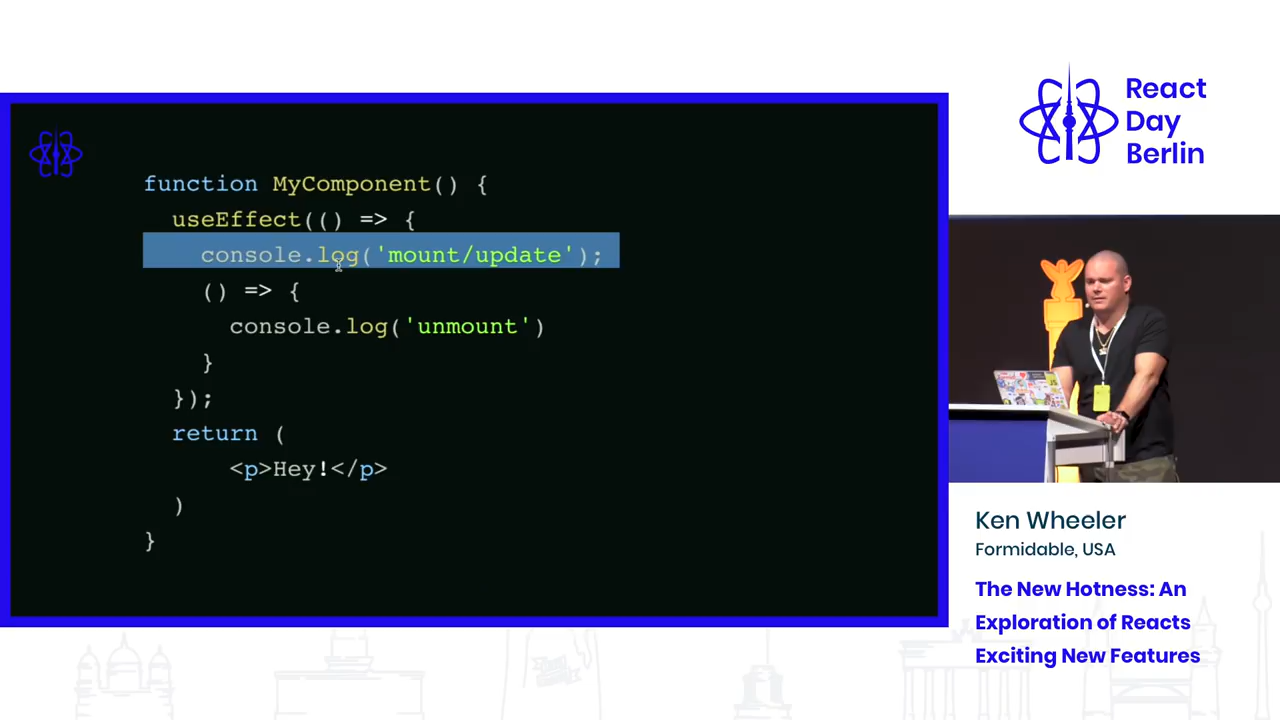 function MyComponent() {
useEffect(() => {
console.log('mount/update');
() => {
console.log('unmount')
}
});
return (
<p>Hey!</p>
)
}
React
Day
Berlin
Ken Wheeler
Formidable, USA
The New Hotness: An
Exploration of Reacts
Exciting New Features